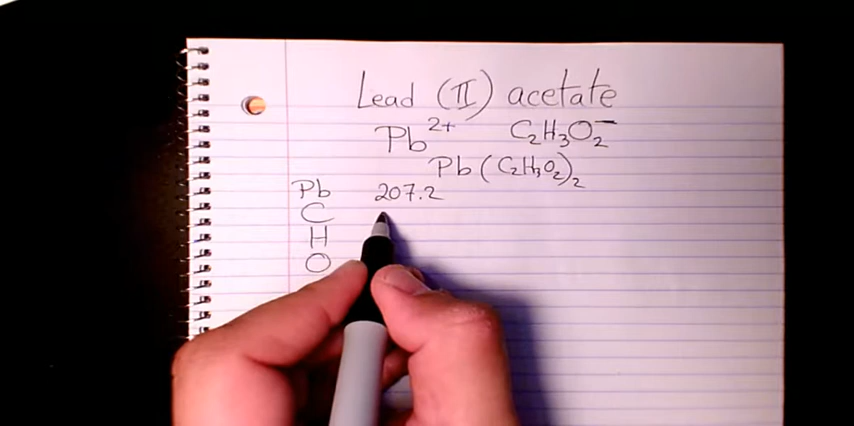 Lead (II) acetate
Pb²⁺ C₂H₃O₂⁻
Pb(C₂H₃O₂)₂
Pb 207.2
C
H
O